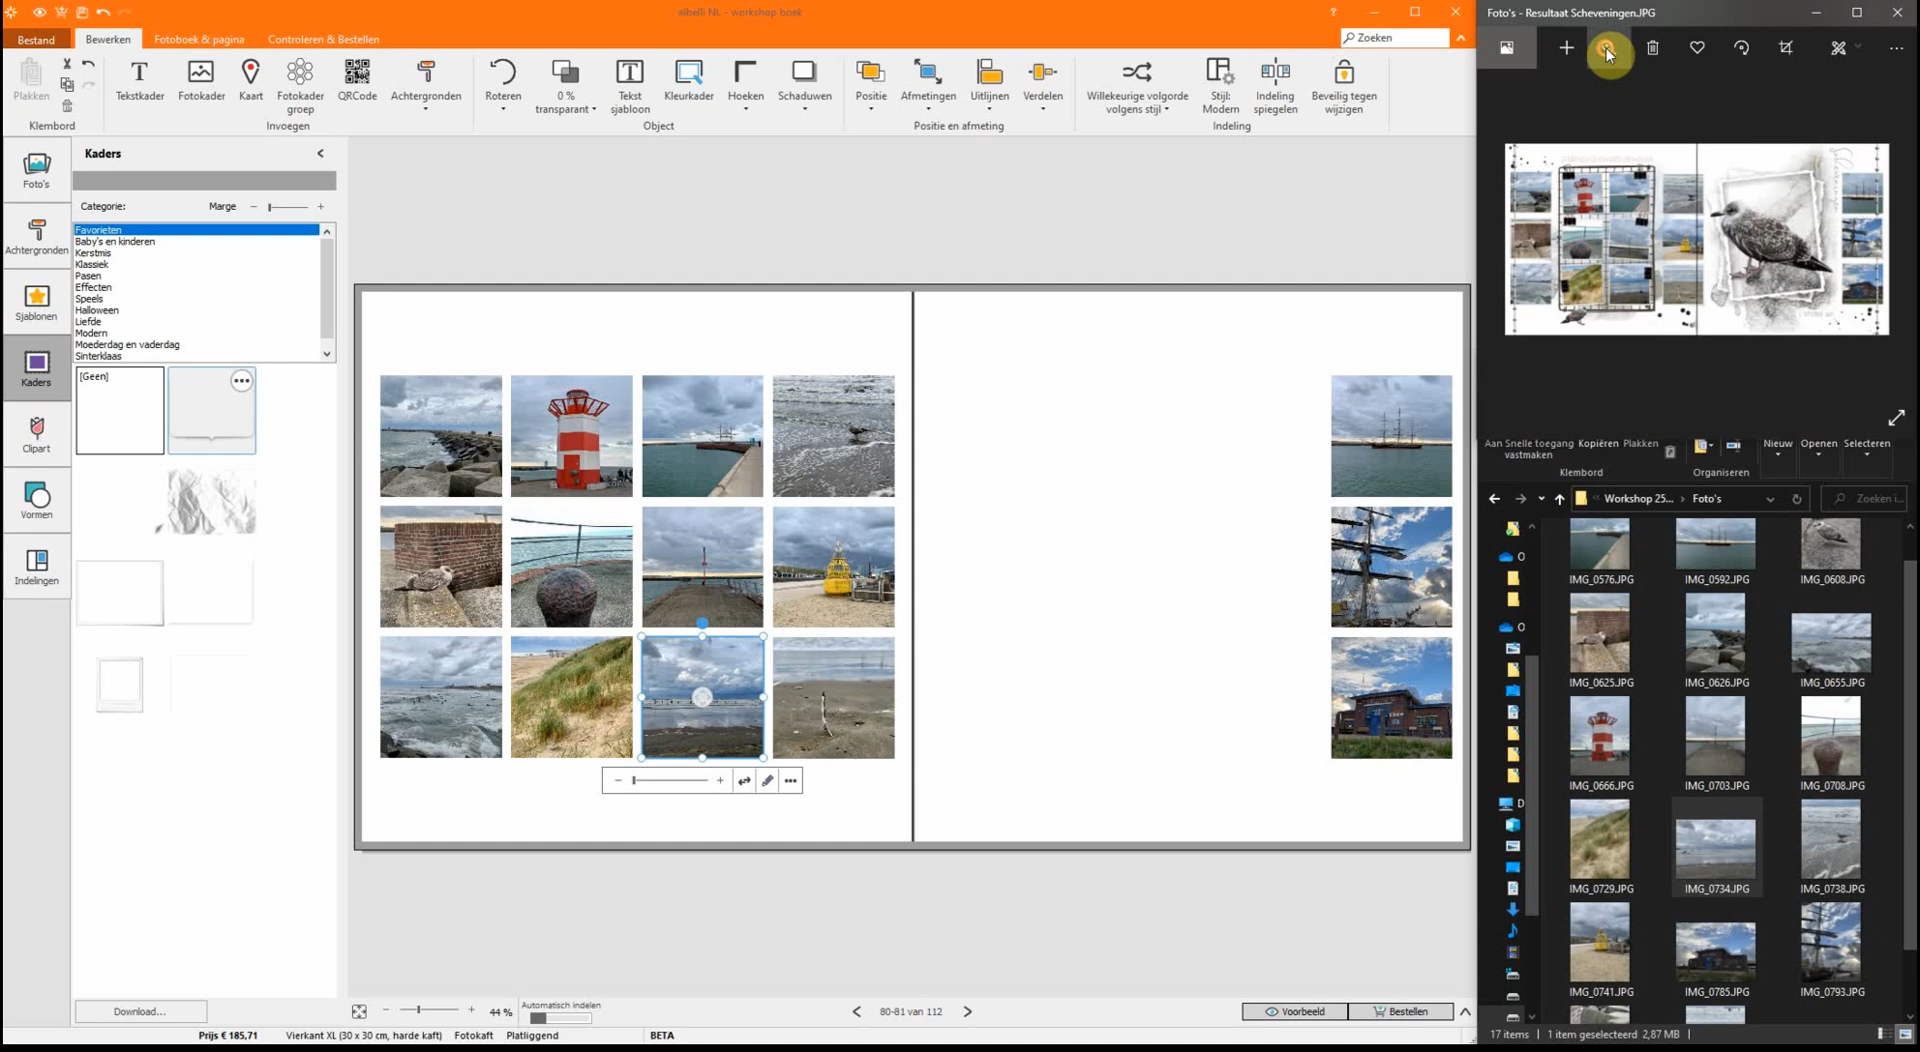 albelli NL - workshop boek
Bestand
Bewerken
Fotoboek & pagina
Controleren & Bestellen
Zoeken
Plakken
Klembord
Tekstkader
Fotokader
Kaart
Fotokader groep
QRCode
Achtergronden
Invoegen
Roteren
0 % transparant
Tekst sjabloon
Kleurkader
Hoeken
Schaduwen
Object
Positie
Afmetingen
Uitlijnen
Verdelen
Positie en afmeting
Willekeurige volgorde volgens stijl
Stijl: Modern
Indeling spiegelen
Beveilig tegen wijzigen
Indeling
Foto's
Achtergronden
Sjablonen
Kaders
Clipart
Vormen
Indelingen
Kaders
Categorie:
Marge
Favorieten
Baby's en kinderen
Kerstmis
Klassiek
Pasen
Effecten
Speels
Halloween
Liefde
Modern
Moederdag en vaderdag
Sinterklaas
[Geen]
Download...
44 %
Automatisch indelen
80-81 van 112
Voorbeeld
Bestellen
Prijs € 185,71
Vierkant XL (30 x 30 cm, harde kaft)
Fotokaft
Platliggend
BETA
Foto's - Resultaat Scheveningen.JPG
Aan Snelle toegang vastmaken
Kopiëren
Plakken
Klembord
Organiseren
Nieuw
Openen
Selecteren
Workshop 25...
Foto's
Zoeken i...
O
O
D
IMG_0576.JPG
IMG_0592.JPG
IMG_0608.JPG
IMG_0625.JPG
IMG_0626.JPG
IMG_0655.JPG
IMG_0666.JPG
IMG_0703.JPG
IMG_0708.JPG
IMG_0729.JPG
IMG_0734.JPG
IMG_0738.JPG
IMG_0741.JPG
IMG_0785.JPG
IMG_0793.JPG
17 items
1 item geselecteerd 2,87 MB